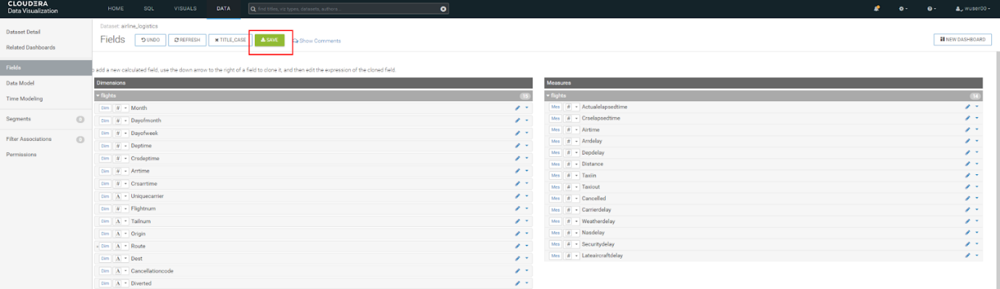 CLOUDERA
Data Visualization
HOME
SQL
VISUALS
DATA
find titles, viz types, datasets, authors...
wuser00
Dataset Detail
Related Dashboards
Fields
Data Model
Time Modeling
Segments 0
Filter Associations 0
Permissions
Dataset: airline_logistics
Fields
UNDO
REFRESH
TITLE_CASE
SAVE
Show Comments
NEW DASHBOARD
o add a new calculated field, use the down arrow to the right of a field to clone it, and then edit the expression of the cloned field.
Dimensions
flights
Dim # Month
Dim # Dayofmonth
Dim # Dayofweek
Dim # Deptime
Dim # Crsdeptime
Dim # Arrtime
Dim # Crsarrtime
Dim A Uniquecarrier
Dim # Flightnum
Dim A Tailnum
Dim A Origin
Dim A Route
Dim A Dest
Dim A Cancellationcode
Dim A Diverted
Measures
flights 14
Mes # Actualelapsedtime
Mes # Crselapsedtime
Mes # Airtime
Mes # Arrdelay
Mes # Depdelay
Mes # Distance
Mes # Taxiin
Mes # Taxiout
Mes # Cancelled
Mes # Carrierdelay
Mes # Weatherdelay
Mes # Nasdelay
Mes # Securitydelay
Mes # Lateaircraftdelay